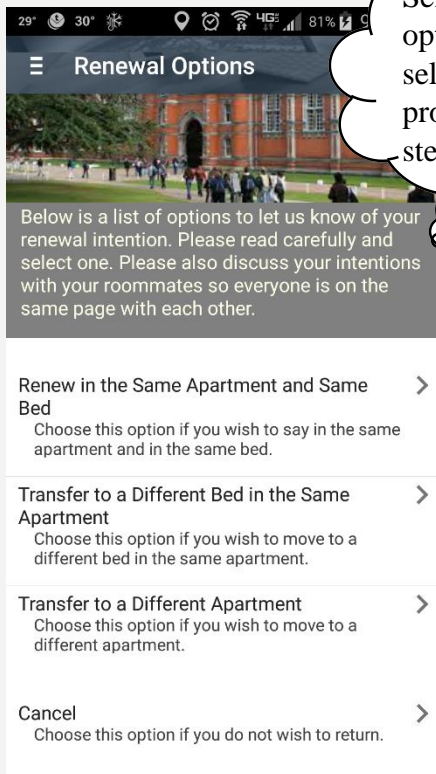 29° 30° 4G 81%
Renewal Options
Below is a list of options to let us know of your
renewal intention. Please read carefully and
select one. Please also discuss your intentions
with your roommates so everyone is on the
same page with each other.
Renew in the Same Apartment and Same
Bed
Choose this option if you wish to say in the same
apartment and in the same bed.
Transfer to a Different Bed in the Same
Apartment
Choose this option if you wish to move to a
different bed in the same apartment.
Transfer to a Different Apartment
Choose this option if you wish to move to a
different apartment.
Cancel
Choose this option if you do not wish to return.